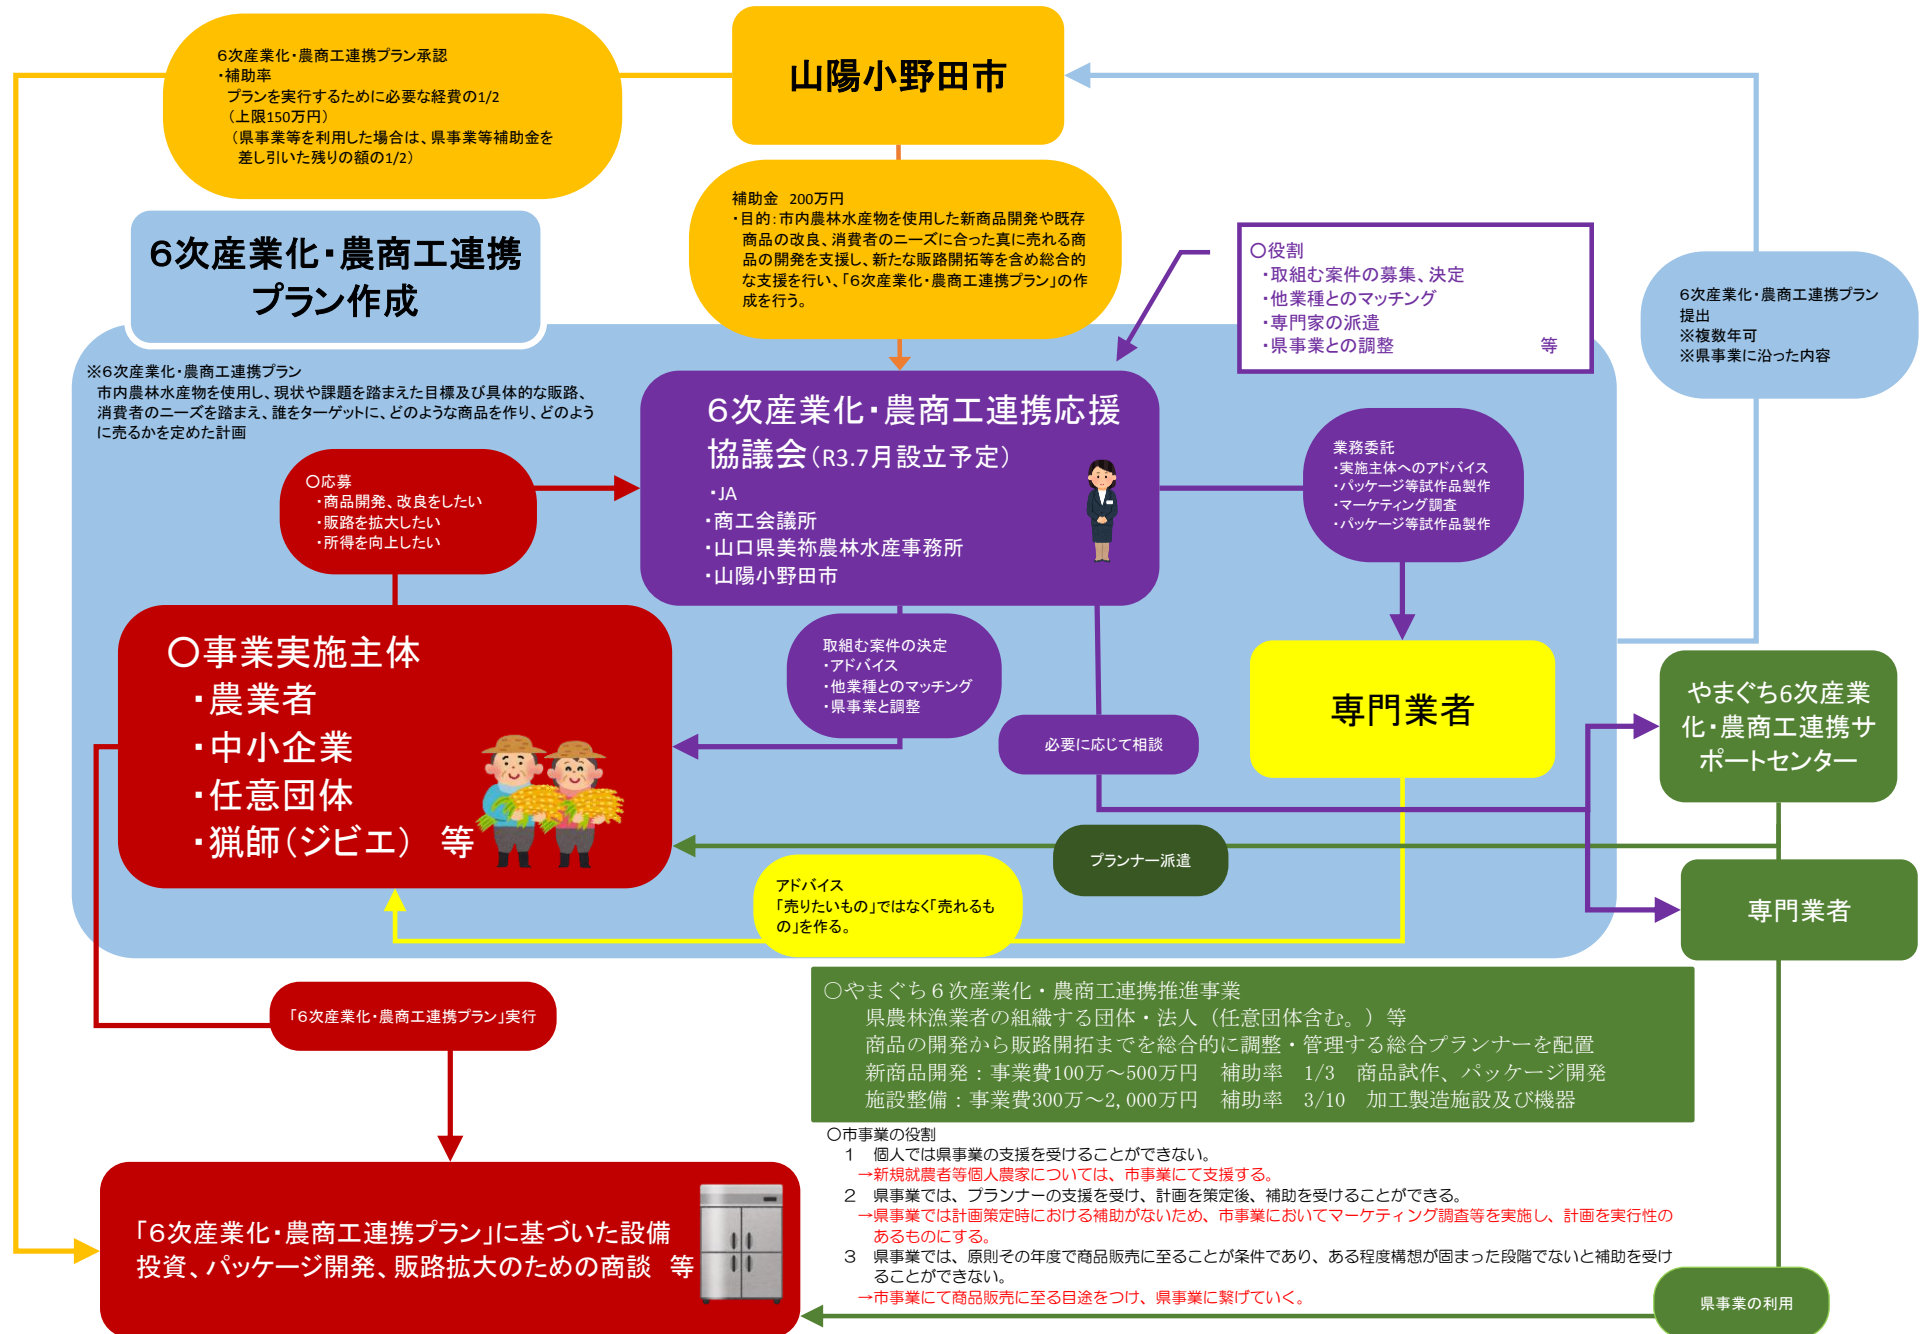 6次産業化・農商工連携プラン承認
・補助率
プランを実行するために必要な経費の1/2
（上限150万円）
（県事業等を利用した場合は、県事業等補助金を
差し引いた残りの額の1/2）
山陽小野田市
補助金　200万円
・目的：市内農林水産物を使用した新商品開発や既存
商品の改良、消費者のニーズに合った真に売れる商
品の開発を支援し、新たな販路開拓等を含め総合的
な支援を行い、「6次産業化・農商工連携プラン」の作
成を行う。
6次産業化・農商工連携
プラン作成
○役割
・取組む案件の募集、決定
・他業種とのマッチング
・専門家の派遣
・県事業との調整　等
6次産業化・農商工連携プラン
提出
※複数年可
※県事業に沿った内容
※6次産業化・農商工連携プラン
市内農林水産物を使用し、現状や課題を踏まえた目標及び具体的な販路、
消費者のニーズを踏まえ、誰をターゲットに、どのような商品を作り、どのよう
に売るかを定めた計画
6次産業化・農商工連携応援
協議会（R3.7月設立予定）
・JA
・商工会議所
・山口県美祢農林水産事務所
・山陽小野田市
業務委託
・実施主体へのアドバイス
・パッケージ等試作品製作
・マーケティング調査
・パッケージ等試作品製作
○応募
・商品開発、改良をしたい
・販路を拡大したい
・所得を向上したい
○事業実施主体
・農業者
・中小企業
・任意団体
・猟師（ジビエ）　等
取組む案件の決定
・アドバイス
・他業種とのマッチング
・県事業と調整
必要に応じて相談
専門業者
やまぐち6次産業
化・農商工連携サ
ポートセンター
プランナー派遣
アドバイス
「売りたいもの」ではなく「売れるも
の」を作る。
専門業者
「6次産業化・農商工連携プラン」実行
○やまぐち６次産業化・農商工連携推進事業
県農林漁業者の組織する団体・法人（任意団体含む。）等
商品の開発から販路開拓までを総合的に調整・管理する総合プランナーを配置
新商品開発：事業費100万～500万円　補助率　1/3　商品試作、パッケージ開発
施設整備：事業費300万～2,000万円　補助率　3/10　加工製造施設及び機器
○市事業の役割
1　個人では県事業の支援を受けることができない。
→新規就農者等個人農家については、市事業にて支援する。
2　県事業では、プランナーの支援を受け、計画を策定後、補助を受けることができる。
→県事業では計画策定時における補助がないため、市事業においてマーケティング調査等を実施し、計画を実行性の
あるものにする。
3　県事業では、原則その年度で商品販売に至ることが条件であり、ある程度構想が固まった段階でないと補助を受け
ることができない。
→市事業にて商品販売に至る目途をつけ、県事業に繋げていく。
「6次産業化・農商工連携プラン」に基づいた設備
投資、パッケージ開発、販路拡大のための商談　等
県事業の利用